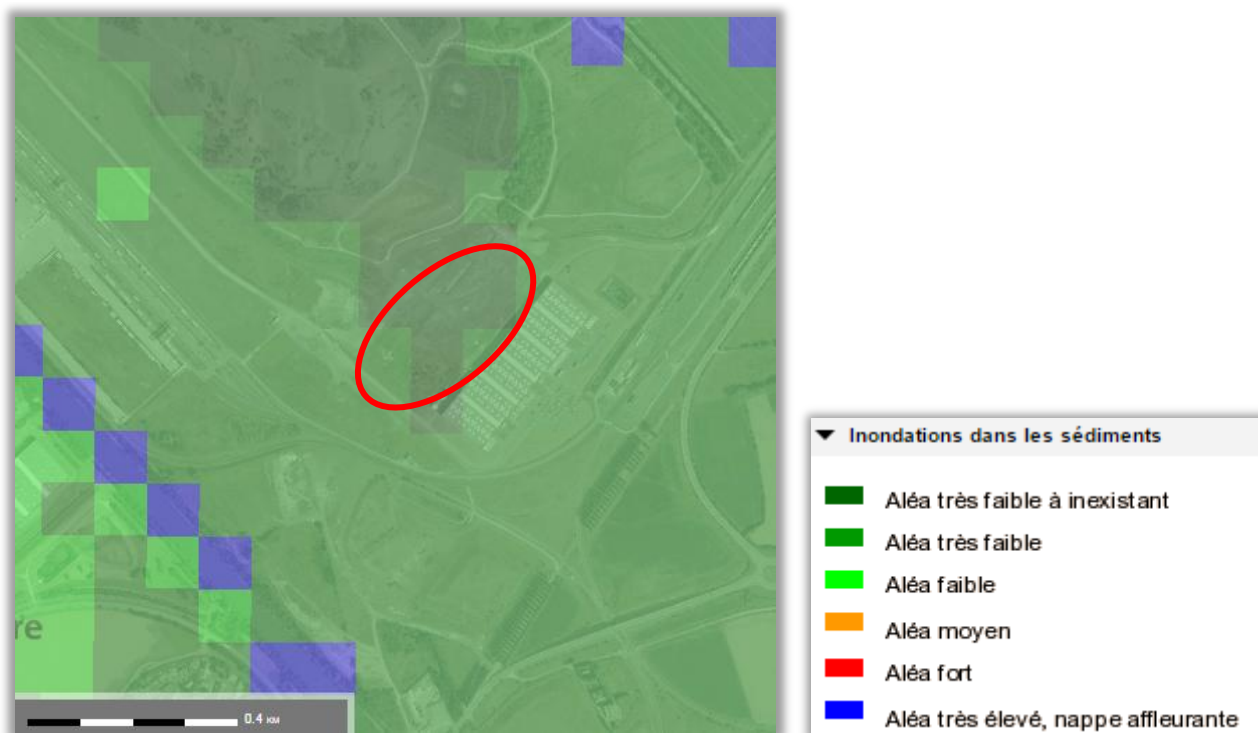 re
0.4 км
Inondations dans les sédiments
Aléa très faible à inexistant
Aléa très faible
Aléa faible
Aléa moyen
Aléa fort
Aléa très élevé, nappe affleurante